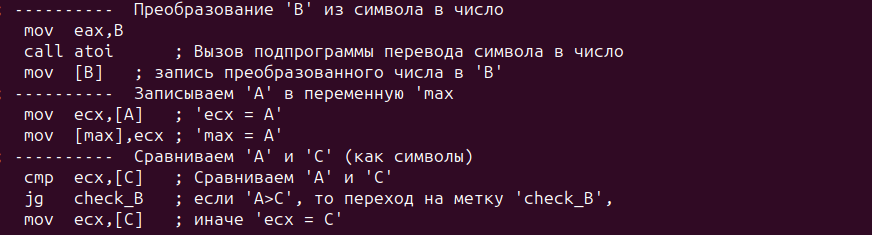 ; ---------- Преобразование 'B' из символа в число
mov eax,B
call atoi ; Вызов подпрограммы перевода символа в число
mov [B] ; запись преобразованного числа в 'B'
; ---------- Записываем 'A' в переменную 'max
mov ecx,[A] ; 'ecx = A'
mov [max],ecx ; 'max = A'
; ---------- Сравниваем 'A' и 'С' (как символы)
cmp ecx,[C] ; Сравниваем 'A' и 'С'
jg check_B ; если 'A>C', то переход на метку 'check_B',
mov ecx,[C] ; иначе 'ecx = C'